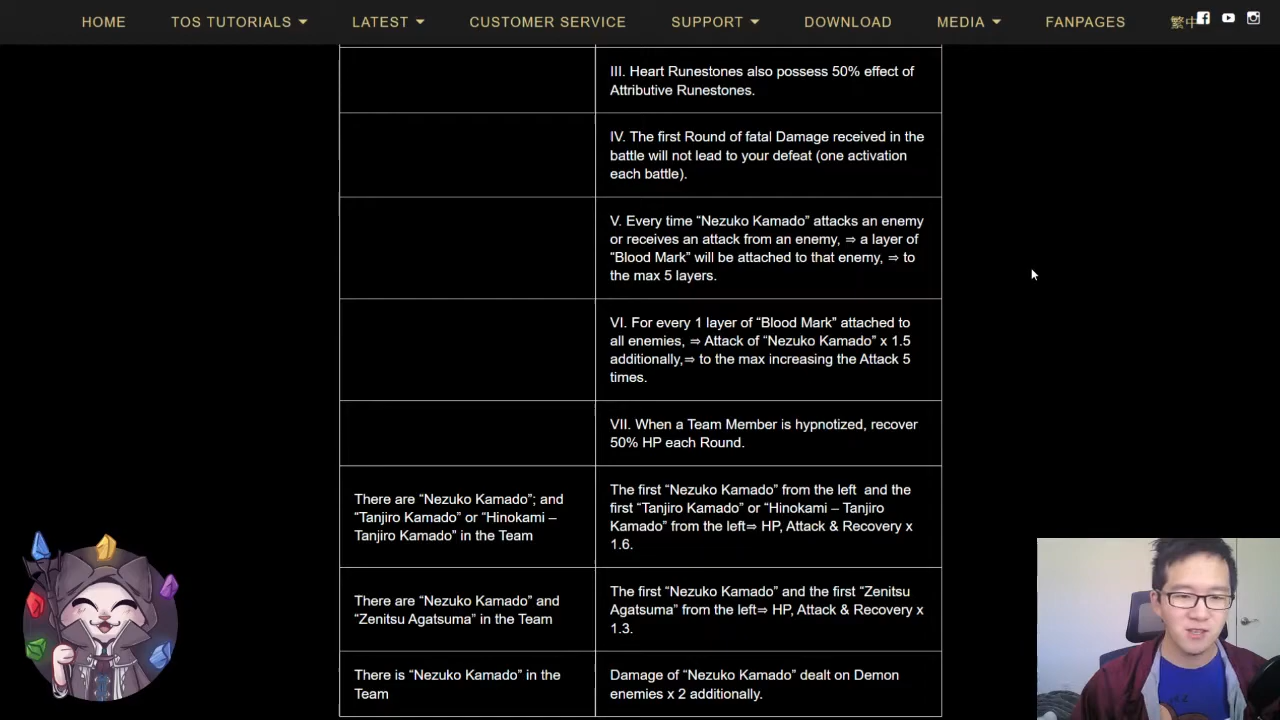 HOME TOS TUTORIALS LATEST CUSTOMER SERVICE SUPPORT DOWNLOAD MEDIA FANPAGES 繁中
III. Heart Runestones also possess 50% effect of
Attributive Runestones.
IV. The first Round of fatal Damage received in the
battle will not lead to your defeat (one activation
each battle).
V. Every time “Nezuko Kamado” attacks an enemy
or receives an attack from an enemy, ⇒ a layer of
“Blood Mark” will be attached to that enemy, ⇒ to
the max 5 layers.
VI. For every 1 layer of “Blood Mark” attached to
all enemies, ⇒ Attack of “Nezuko Kamado” x 1.5
additionally,⇒ to the max increasing the Attack 5
times.
VII. When a Team Member is hypnotized, recover
50% HP each Round.
There are “Nezuko Kamado”; and
“Tanjiro Kamado” or “Hinokami –
Tanjiro Kamado” in the Team
The first “Nezuko Kamado” from the left and the
first “Tanjiro Kamado” or “Hinokami – Tanjiro
Kamado” from the left⇒ HP, Attack & Recovery x
1.6.
There are “Nezuko Kamado” and
“Zenitsu Agatsuma” in the Team
The first “Nezuko Kamado” and the first “Zenitsu
Agatsuma” from the left⇒ HP, Attack & Recovery x
1.3.
There is “Nezuko Kamado” in the
Team
Damage of “Nezuko Kamado” dealt on Demon
enemies x 2 additionally.